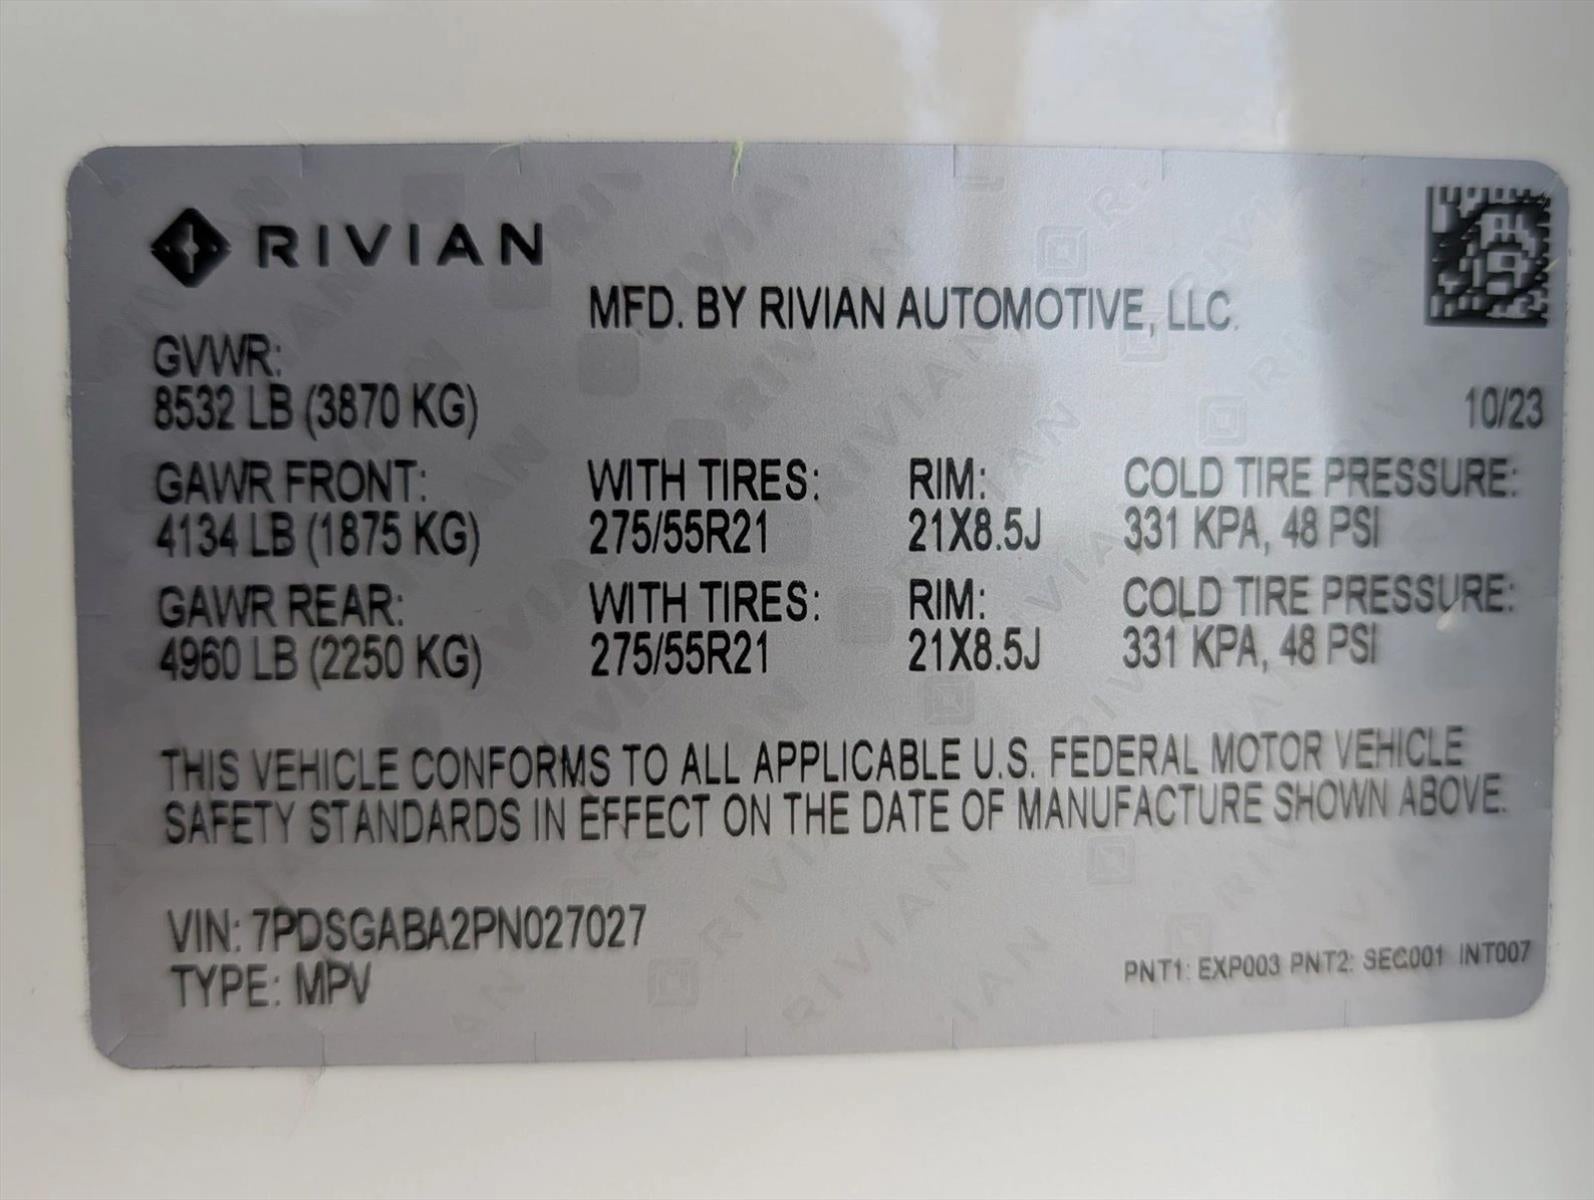 RIVIAN
MFD. BY RIVIAN AUTOMOTIVE, LLC.
GVWR:
8532 LB (3870 KG)
10/23
GAWR FRONT: WITH TIRES: RIM: COLD TIRE PRESSURE:
4134 LB (1875 KG) 275/55R21 21X8.5J 331 KPA, 48 PSI
GAWR REAR: WITH TIRES: RIM: COLD TIRE PRESSURE:
4960 LB (2250 KG) 275/55R21 21X8.5J 331 KPA, 48 PSI
THIS VEHICLE CONFORMS TO ALL APPLICABLE U.S. FEDERAL MOTOR VEHICLE
SAFETY STANDARDS IN EFFECT ON THE DATE OF MANUFACTURE SHOWN ABOVE.
VIN: 7PDSGABA2PN027027
TYPE: MPV
PNT1: EXP003 PNT2: SEC001 INT007